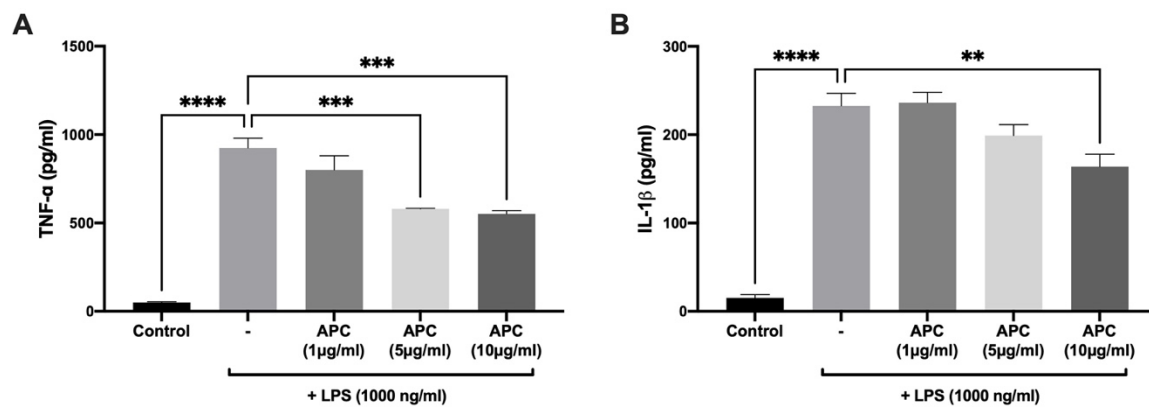 A
TNF-α (pg/ml)
1500
1000
500
0
****
***
***
Control
-
APC
(1μg/ml)
APC
(5μg/ml)
APC
(10μg/ml)
+ LPS (1000 ng/ml)
B
IL-1β (pg/ml)
300
200
100
0
****
**
Control
-
APC
(1μg/ml)
APC
(5μg/ml)
APC
(10μg/ml)
+ LPS (1000 ng/ml)